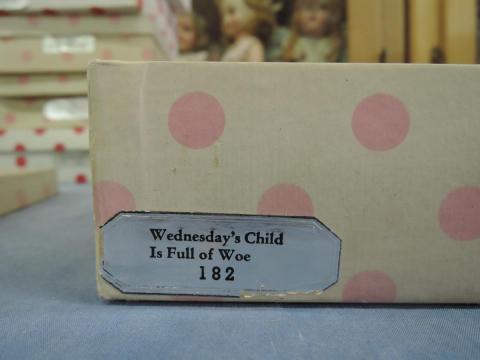 Wednesday's Child
Is Full of Woe
182